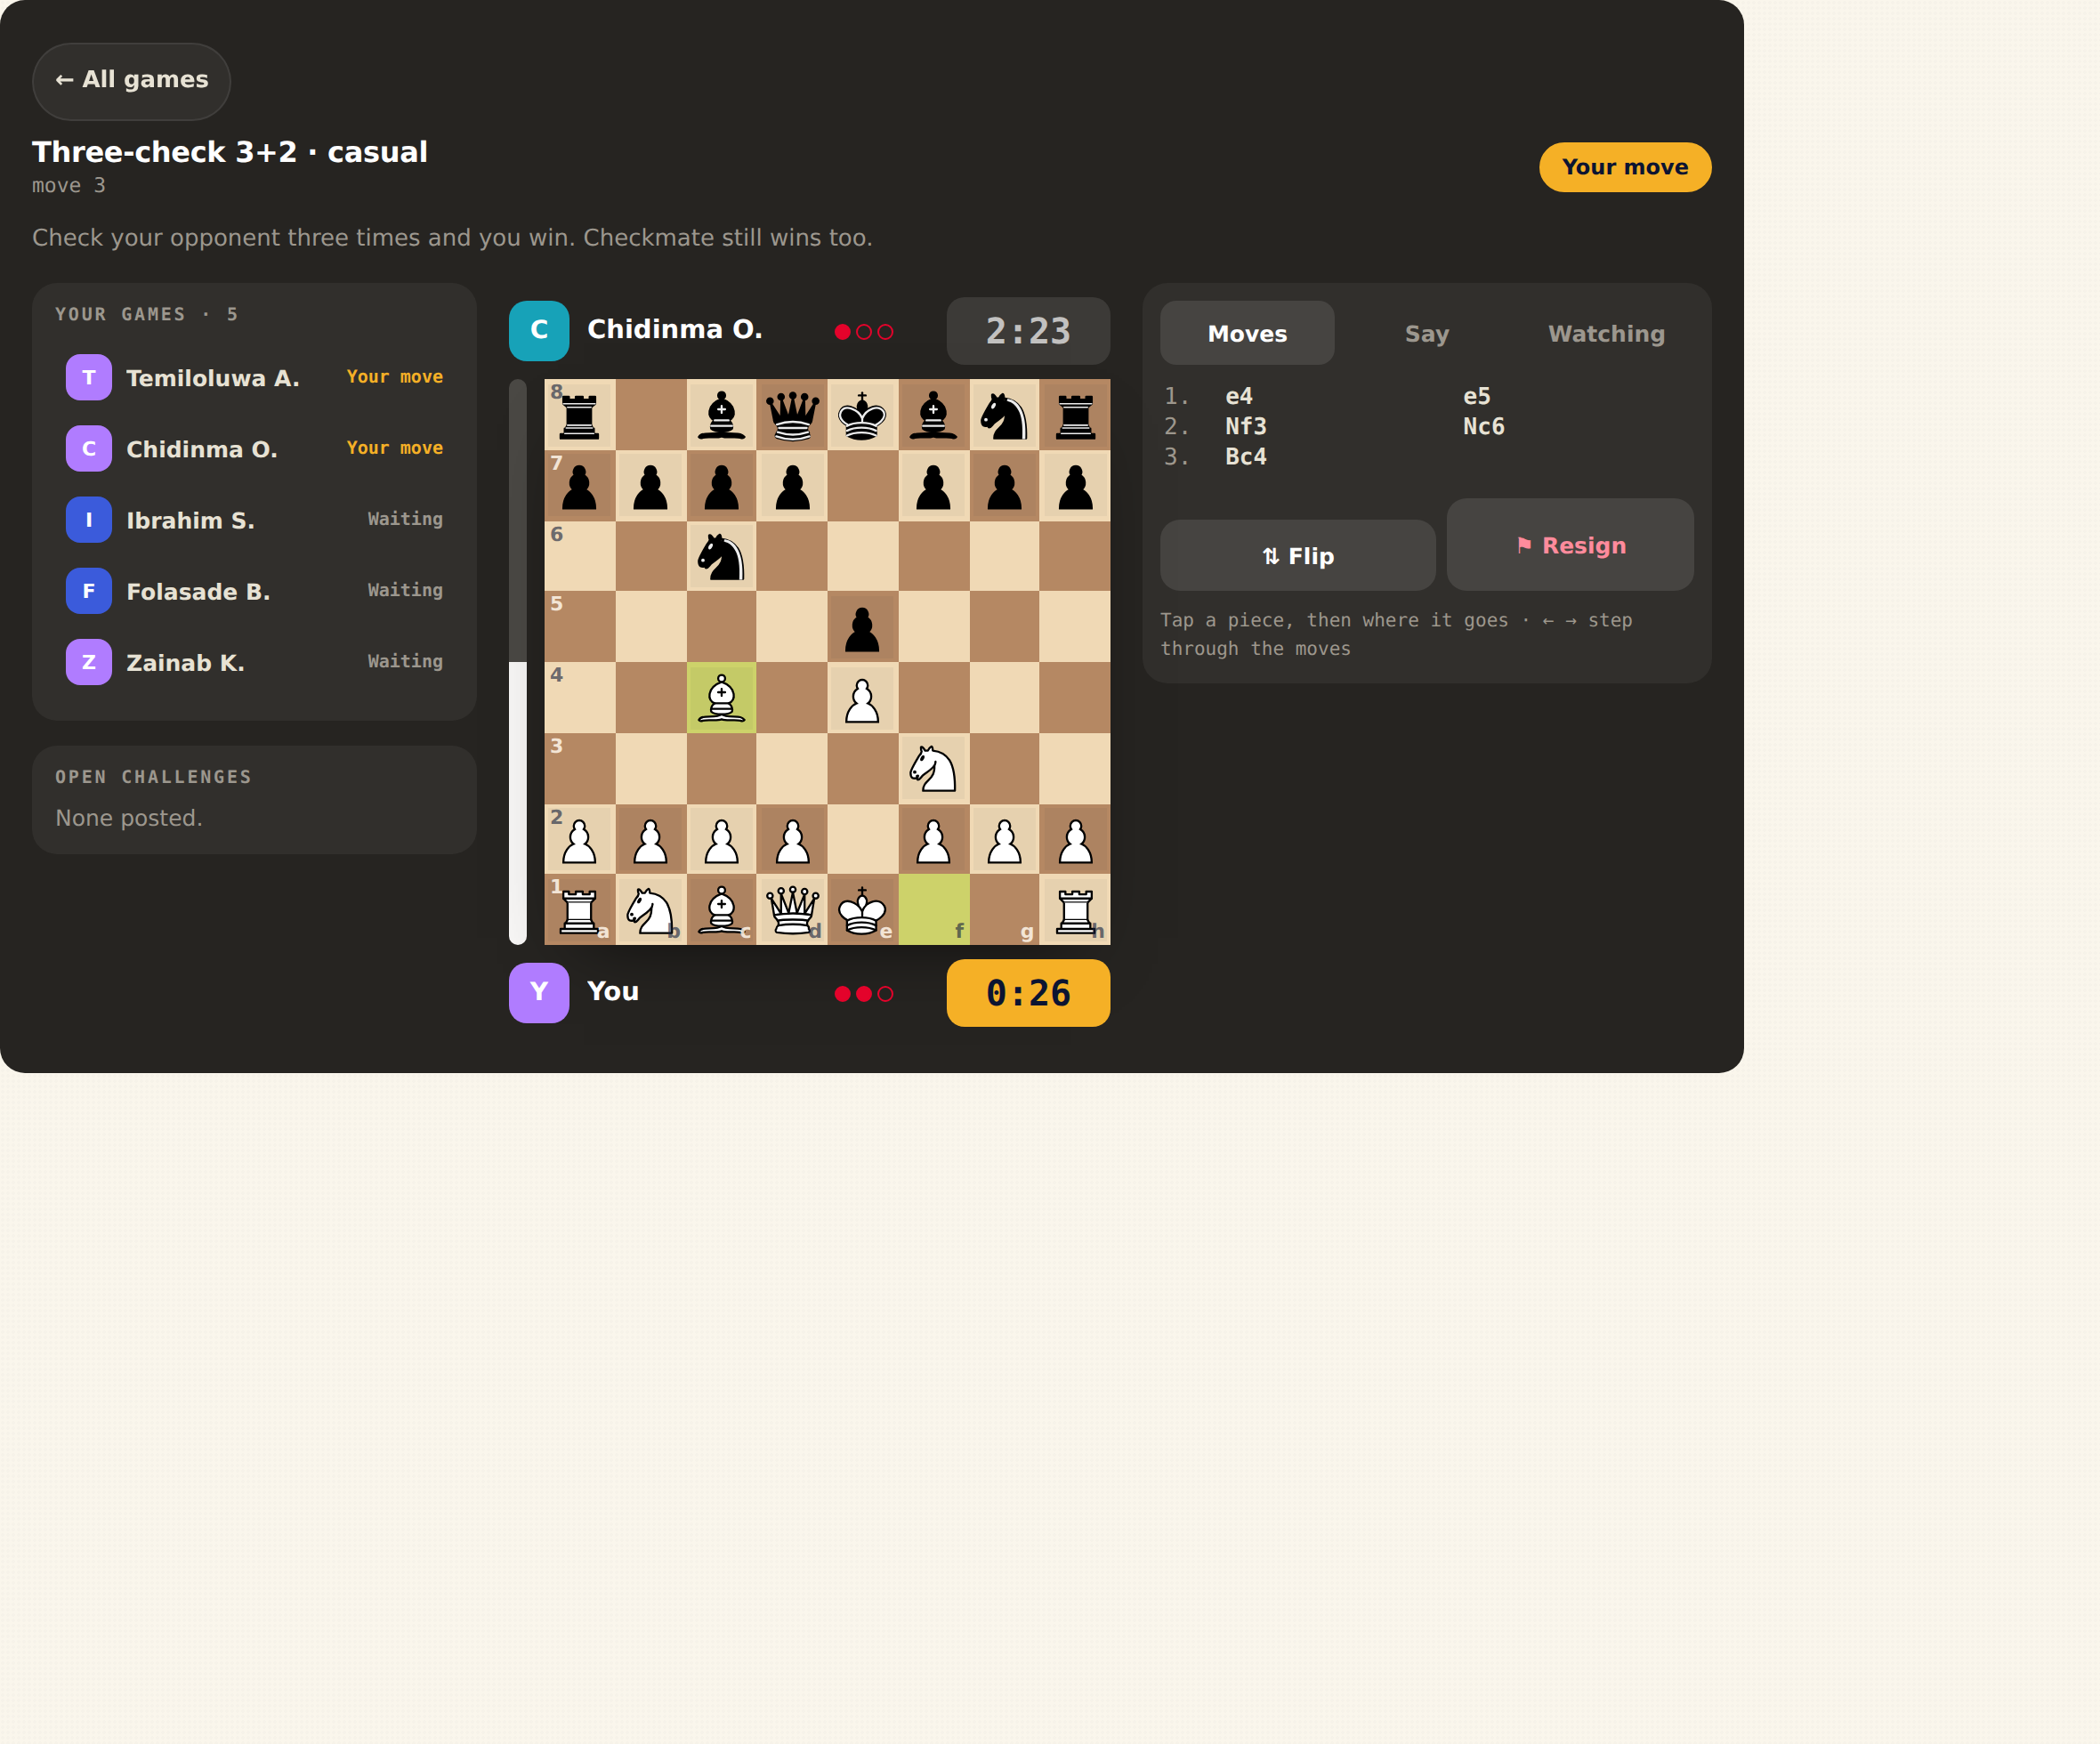 ← All games
Three-check 3+2 · casual
move 3
Your move
Check your opponent three times and you win. Checkmate still wins too.
YOUR GAMES · 5
T Temiloluwa A. Your move
C Chidinma O. Your move
I Ibrahim S. Waiting
F Folasade B. Waiting
Z Zainab K. Waiting
OPEN CHALLENGES
None posted.
C Chidinma O. 2:23
8
7
6
5
4
3
2
1
a b c d e f g h
Y You 0:26
Moves Say Watching
1. e4 e5
2. Nf3 Nc6
3. Bc4
⇅ Flip ⚑ Resign
Tap a piece, then where it goes · ← → step
through the moves